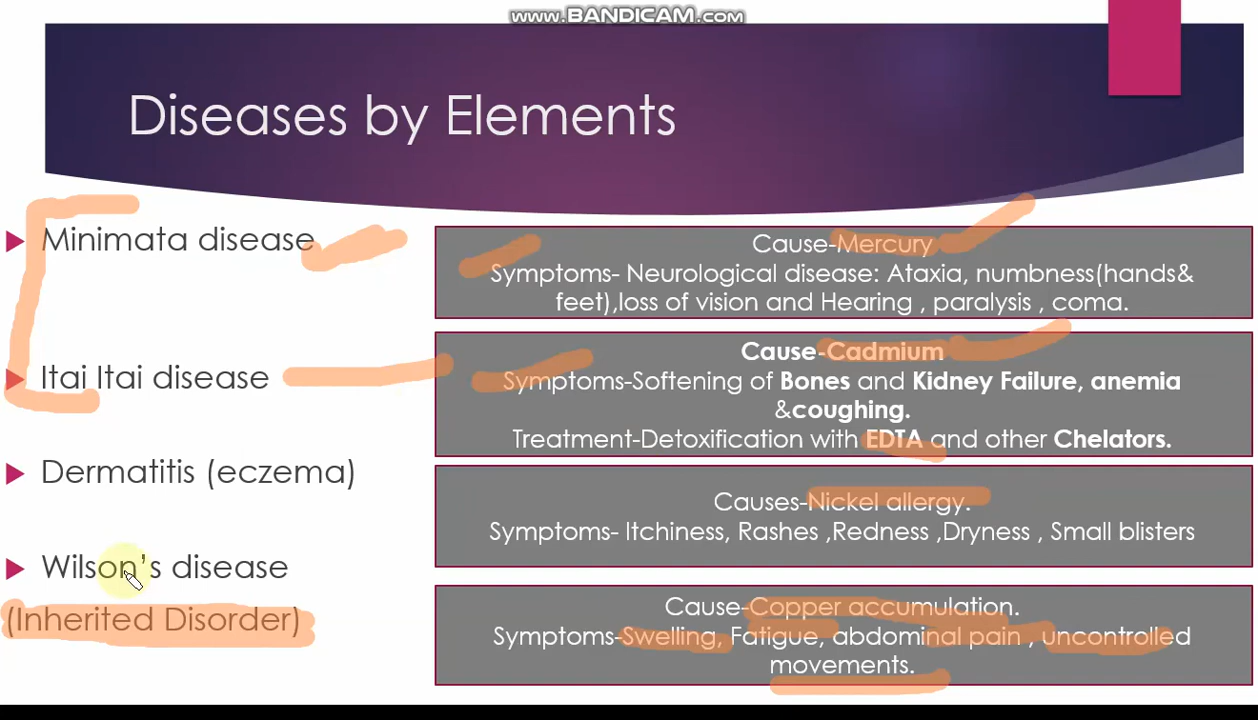 www.BANDICAM.com
Diseases by Elements
Minimata disease
Cause-Mercury
Symptoms- Neurological disease: Ataxia, numbness(hands&
feet),loss of vision and Hearing , paralysis , coma.
Itai Itai disease
Cause-Cadmium
Symptoms-Softening of Bones and Kidney Failure, anemia
&coughing.
Treatment-Detoxification with EDTA and other Chelators.
Dermatitis (eczema)
Causes-Nickel allergy.
Symptoms- Itchiness, Rashes ,Redness ,Dryness , Small blisters
Wilson’s disease
(Inherited Disorder)
Cause-Copper accumulation.
Symptoms-Swelling, Fatigue, abdominal pain , uncontrolled
movements.